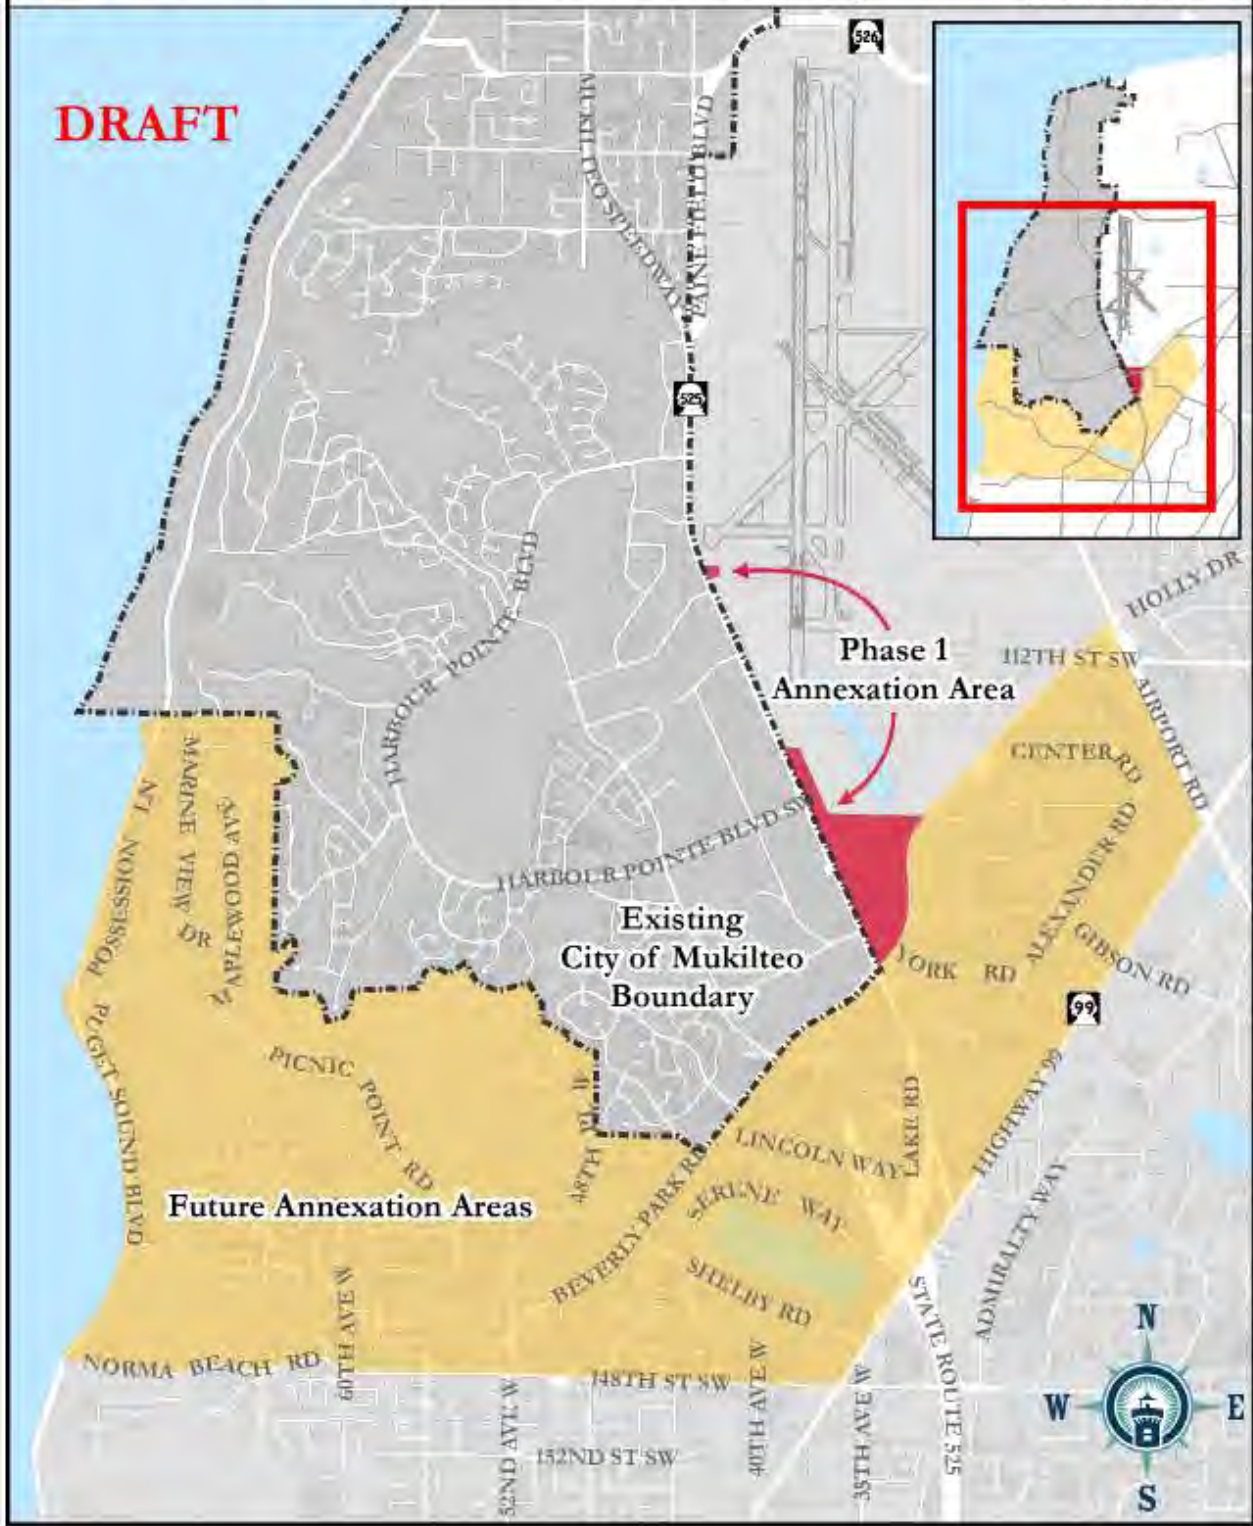 526
DRAFT
MUKILTEO SPEEDWAY
PAINE FIELD BLVD
525
HARBOUR POINTE BLVD
HOLLY DR
Phase 1
Annexation Area
112TH ST SW
AIRPORT RD
CENTER RD
MARINE VIEW DR
MAPLEWOOD AVE
POSSESSION LN
HARBOUR POINTE BLVD SW
ALEXANDER RD
GIBSON RD
Existing
City of Mukilteo
Boundary
YORK RD
99
PUGET SOUND BLVD
PICNIC POINT RD
48TH PL W
LAKE RD
HIGHWAY 99
LINCOLN WAY
SERENE WAY
BEVERLY PARK RD
SHELBY RD
ADMIRALTY WAY
Future Annexation Areas
STATE ROUTE 525
NORMA BEACH RD
60TH AVE W
148TH ST SW
52ND AVE W
152ND ST SW
40TH AVE W
35TH AVE W
N
W E
S